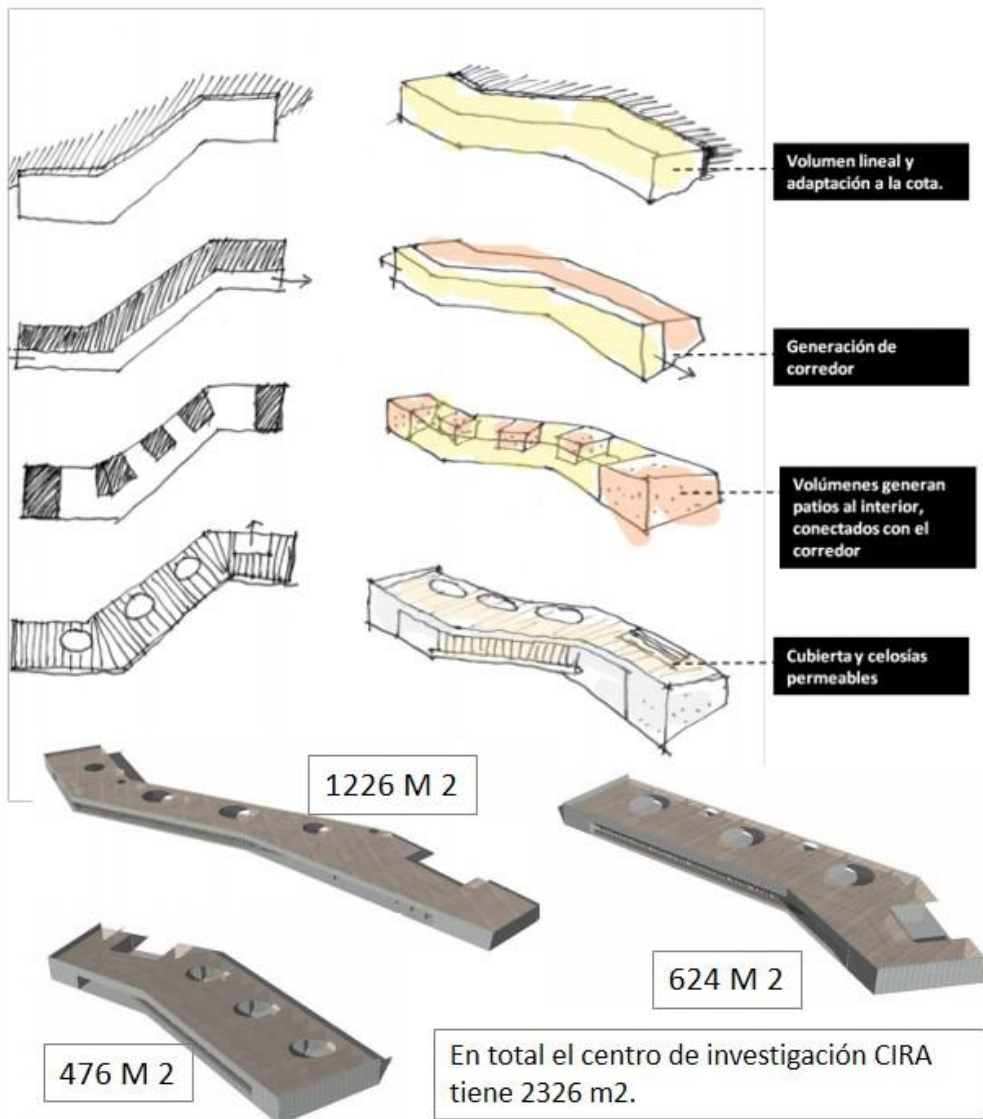 Volumen lineal y
adaptación a la cota.
Generación de
corredor
Volúmenes generan
patios al interior,
conectados con el
corredor
Cubierta y celosías
permeables
1226 M 2
624 M 2
476 M 2
En total el centro de investigación CIRA
tiene 2326 m2.